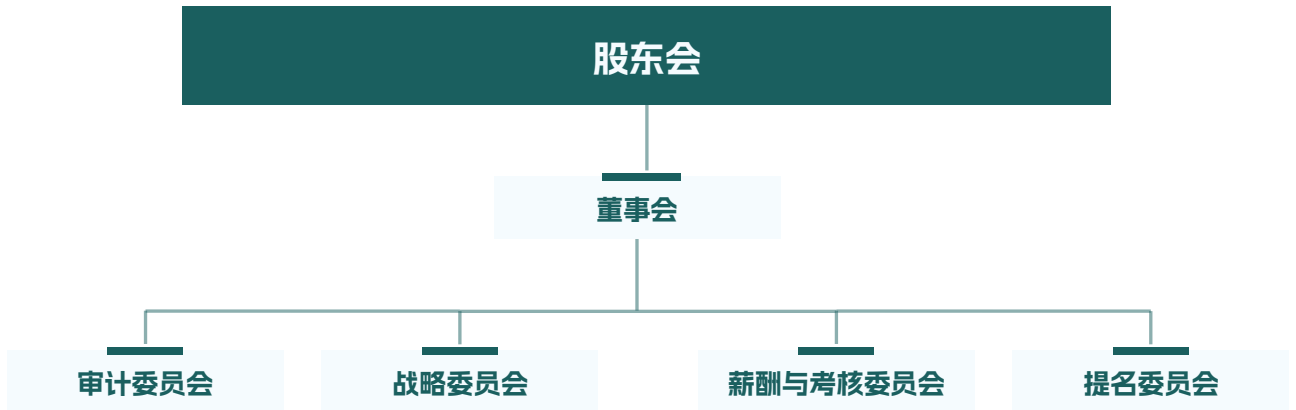 股东会
董事会
审计委员会
战略委员会
薪酬与考核委员会
提名委员会